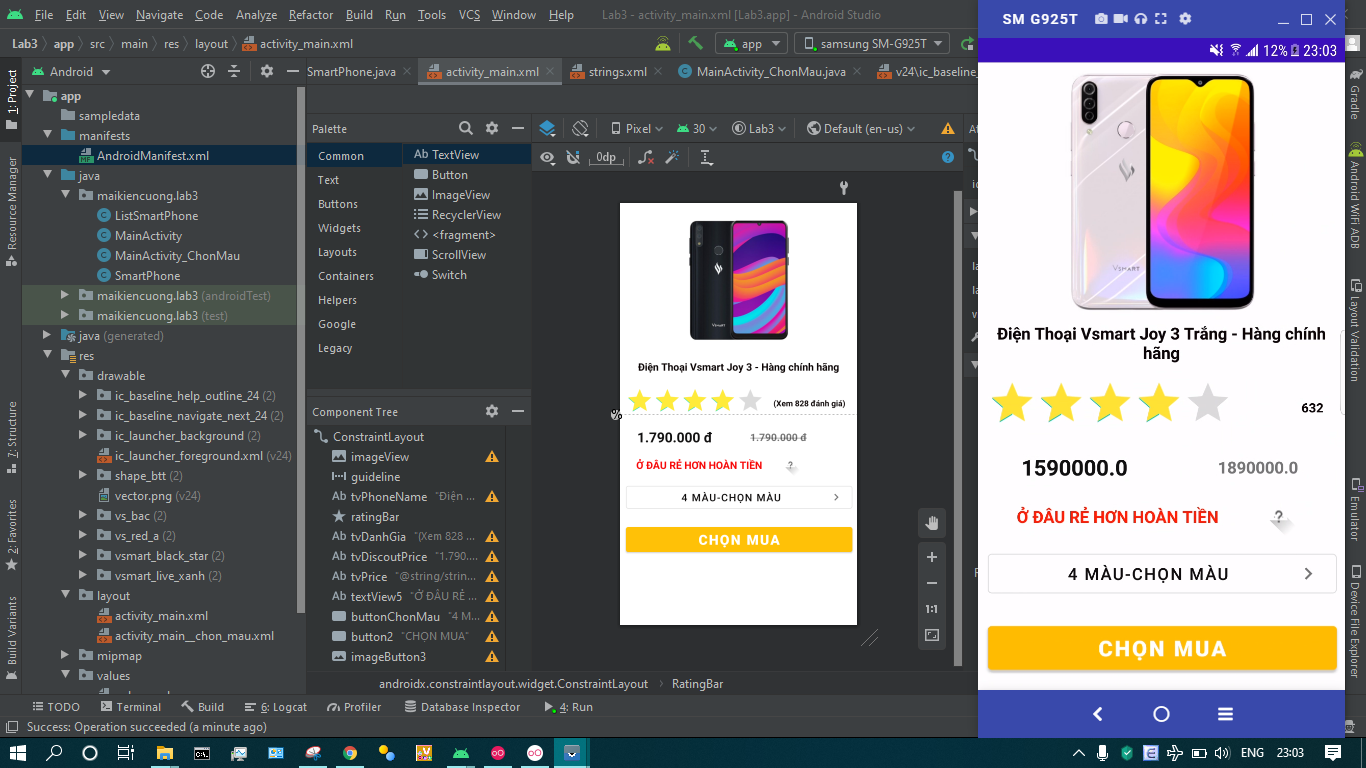 File Edit View Navigate Code Analyze Refactor Build Run Tools VCS Window Help Lab3 - activity_main.xml [Lab3.app] - Android Studio
Lab3 app src main res layout activity_main.xml
app samsung SM-G925T
Android
SmartPhone.java activity_main.xml strings.xml MainActivity_ChonMau.java v24\ic_baseline_
1: Project
Resource Manager
7: Structure
2: Favorites
Build Variants
app
sampledata
manifests
AndroidManifest.xml
java
maikiencuong.lab3
ListSmartPhone
MainActivity
MainActivity_ChonMau
SmartPhone
maikiencuong.lab3 (androidTest)
maikiencuong.lab3 (test)
java (generated)
res
drawable
ic_baseline_help_outline_24 (2)
ic_baseline_navigate_next_24 (2)
ic_launcher_background (2)
ic_launcher_foreground.xml (v24)
shape_btt (2)
vector.png (v24)
vs_bac (2)
vs_red_a (2)
vsmart_black_star (2)
vsmart_live_xanh (2)
layout
activity_main.xml
activity_main__chon_mau.xml
mipmap
values
Palette
Common
Text
Buttons
Widgets
Layouts
Containers
Helpers
Google
Legacy
Ab TextView
Button
ImageView
RecyclerView
<fragment>
ScrollView
Switch
Component Tree
ConstraintLayout
imageView
guideline
Ab tvPhoneName "Điện ...
ratingBar
Ab tvDanhGia "(Xem 828 ...
Ab tvDiscoutPrice "1.790....
Ab tvPrice "@string/strin...
Ab textView5 "Ở ĐÂU RẺ ...
buttonChonMau "4 M...
button2 "CHỌN MUA"
imageButton3
Pixel 30 Lab3 Default (en-us)
0dp
Điện Thoại Vsmart Joy 3 - Hàng chính hãng
(Xem 828 đánh giá)
%
1.790.000 đ 1.790.000 đ
Ở ĐÂU RẺ HƠN HOÀN TIỀN ?
4 MÀU-CHỌN MÀU
CHỌN MUA
1:1
androidx.constraintlayout.widget.ConstraintLayout RatingBar
SM G925T
12% 23:03
VSMART
Điện Thoại Vsmart Joy 3 Trắng - Hàng chính
hãng
632
1590000.0 1890000.0
Ở ĐÂU RẺ HƠN HOÀN TIỀN ?
4 MÀU-CHỌN MÀU
CHỌN MUA
Gradle
Android WiFi ADB
Layout Validation
Emulator
Device File Explorer
TODO Terminal Build 6: Logcat Profiler Database Inspector 4: Run
Success: Operation succeeded (a minute ago)
ENG 23:03